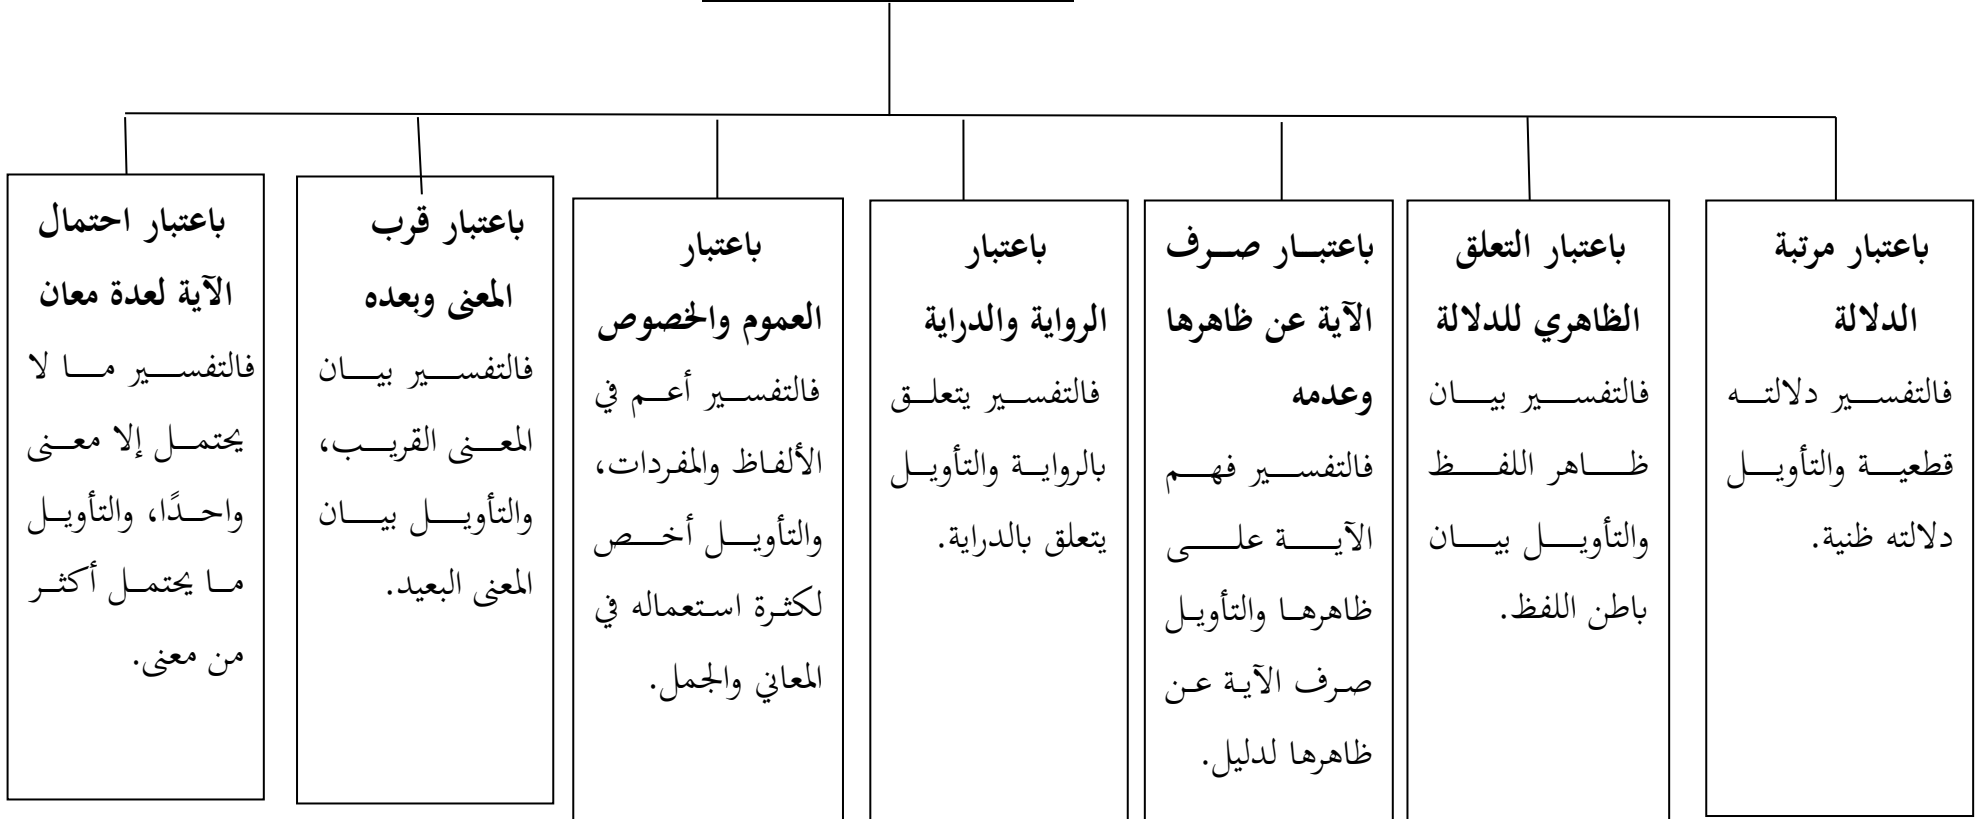 باعتبار مرتبة
الدلالة
فالتفسير دلالته
قطعية والتأويل
دلالته ظنية.
باعتبار التعلق
الظاهري للدلالة
فالتفسير بيان
ظاهر اللفظ
والتأويل بيان
باطن اللفظ.
باعتبار صرف
الآية عن ظاهرها
وعدمه
فالتفسير فهم
الآية على
ظاهرها والتأويل
صرف الآية عن
ظاهرها لدليل.
باعتبار
الرواية والدراية
فالتفسير يتعلق
بالرواية والتأويل
يتعلق بالدراية.
باعتبار
العموم والخصوص
فالتفسير أعم في
الألفاظ والمفردات،
والتأويل أخص
لكثرة استعماله في
المعاني والجمل.
باعتبار قرب
المعنى وبعده
فالتفسير بيان
المعنى القريب،
والتأويل بيان
المعنى البعيد.
باعتبار احتمال
الآية لعدة معان
فالتفسير ما لا
يحتمل إلا معنى
واحدًا، والتأويل
ما يحتمل أكثر
من معنى.